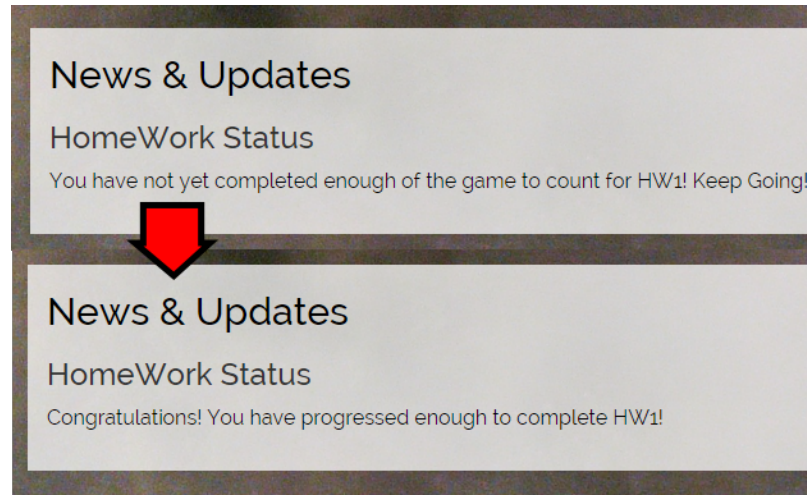 News & Updates
HomeWork Status
You have not yet completed enough of the game to count for HW1! Keep Going!
News & Updates
HomeWork Status
Congratulations! You have progressed enough to complete HW1!